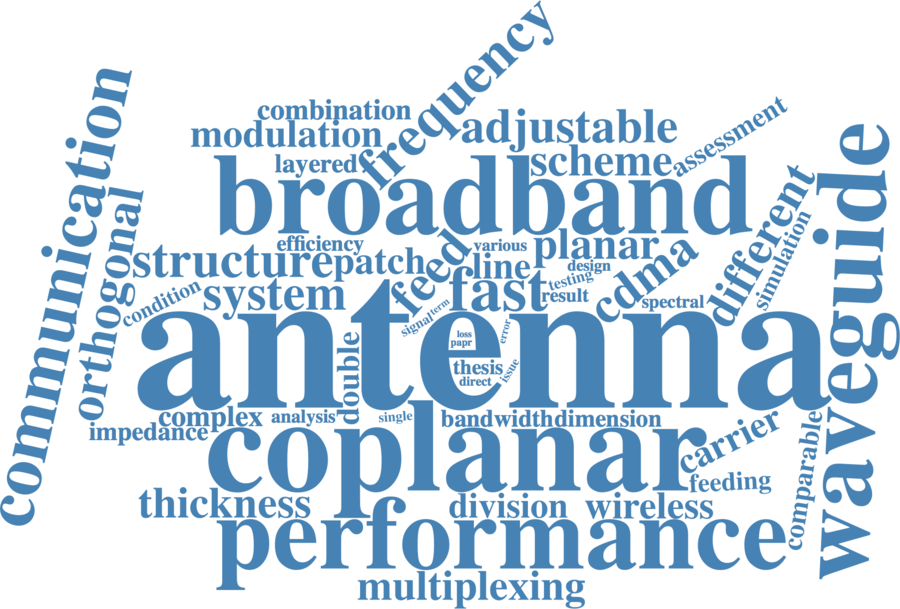 frequency
combination
modulation
adjustable
assessment
layered
scheme
communication
broadband
waveguide
orthogonal
different
efficiency
various
planar
structure
patch
feed
line
design
cdma
simulation
condition
system
fast
testing
result
spectral
signal
term
error
antenna
loss
papr
thesis
direct
issue
double
complex
analysis
single
bandwidth
dimension
impedance
coplanar
carrier
comparable
feeding
thickness
division
wireless
performance
multiplexing